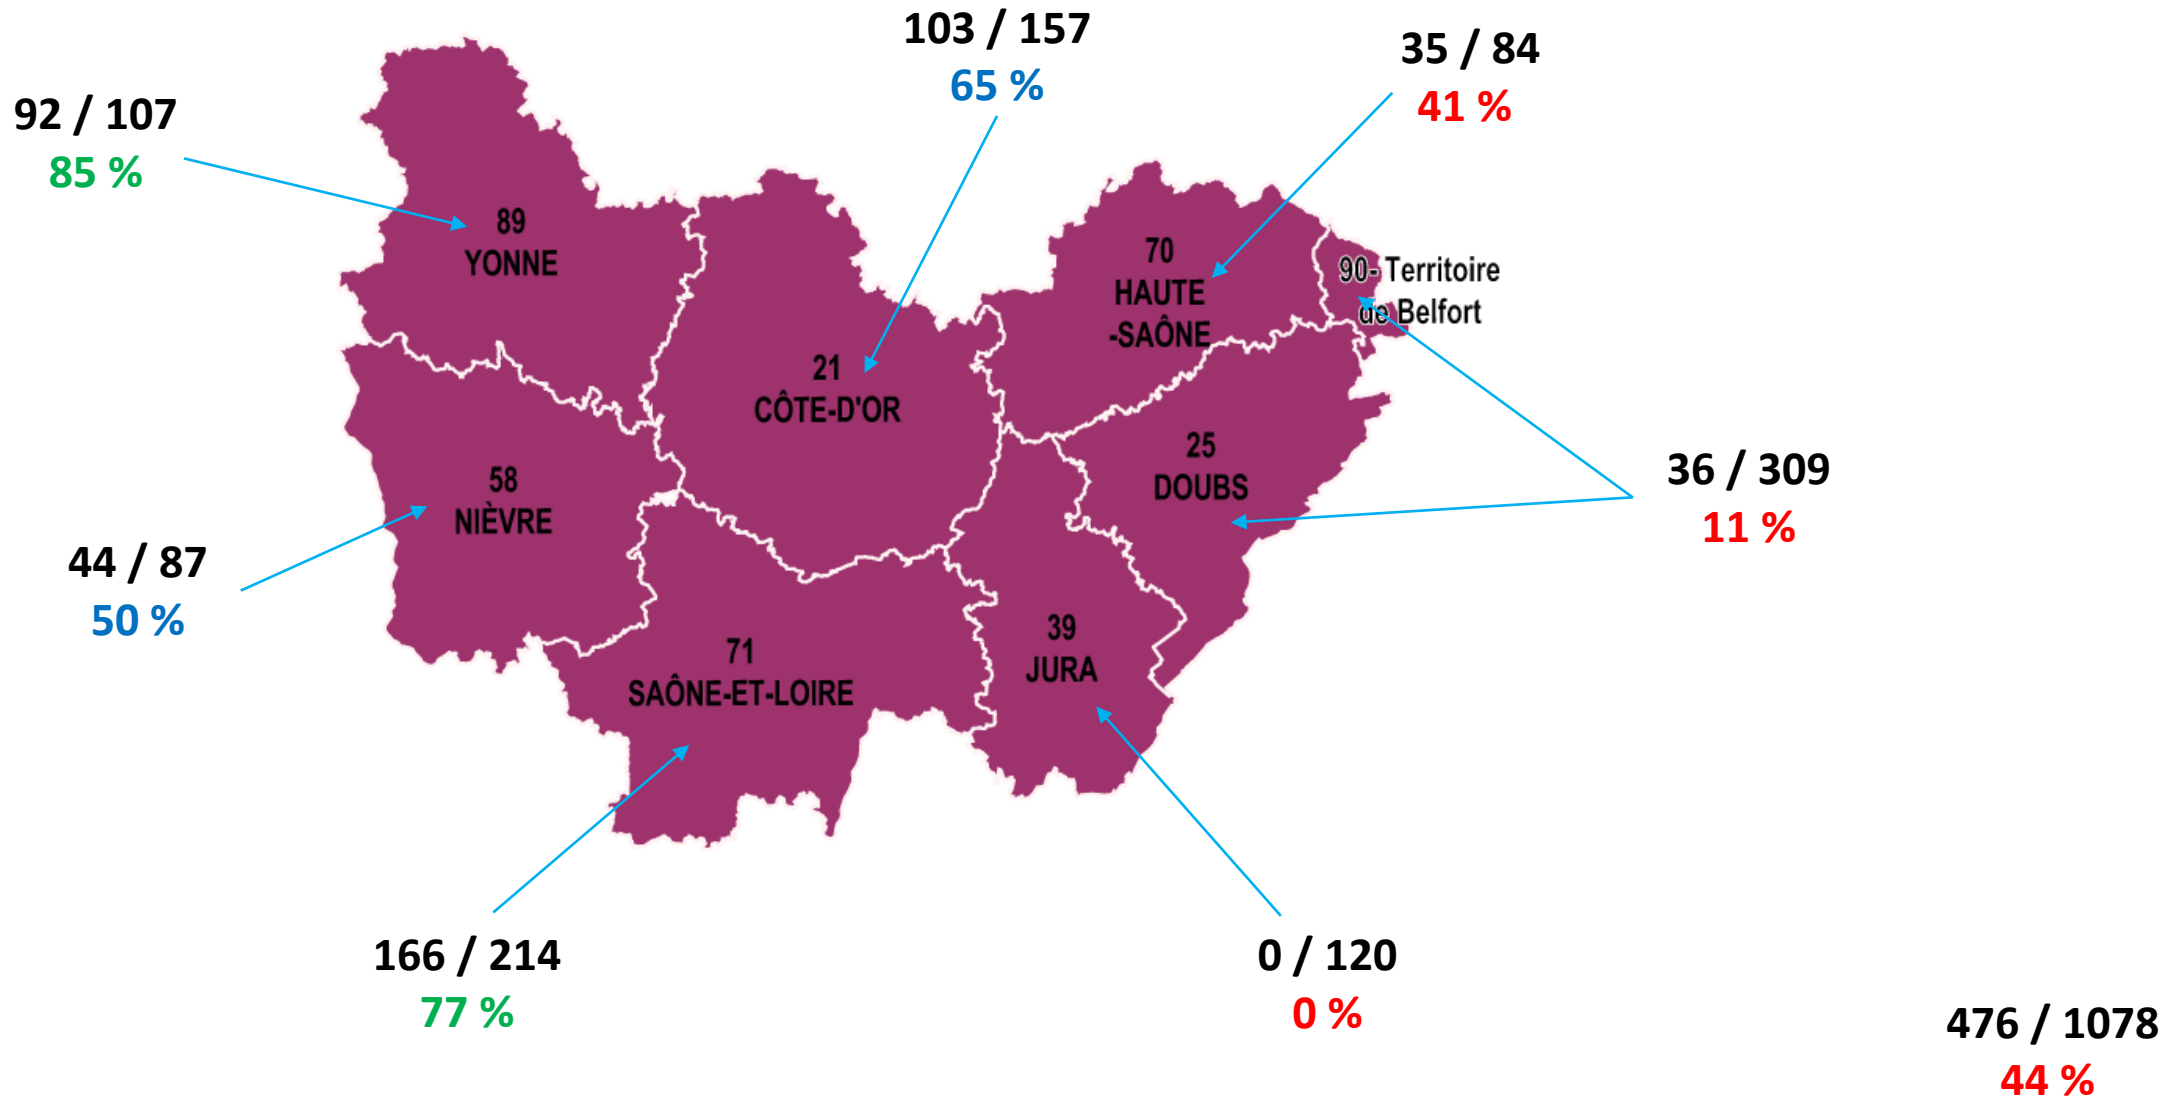 103 / 157
65 %
35 / 84
41 %
92 / 107
85 %
89
YONNE
70
HAUTE
-SAÔNE
90- Territoire
de Belfort
21
CÔTE-D'OR
25
DOUBS
36 / 309
11 %
58
NIÈVRE
44 / 87
50 %
71
SAÔNE-ET-LOIRE
39
JURA
166 / 214
77 %
0 / 120
0 %
476 / 1078
44 %